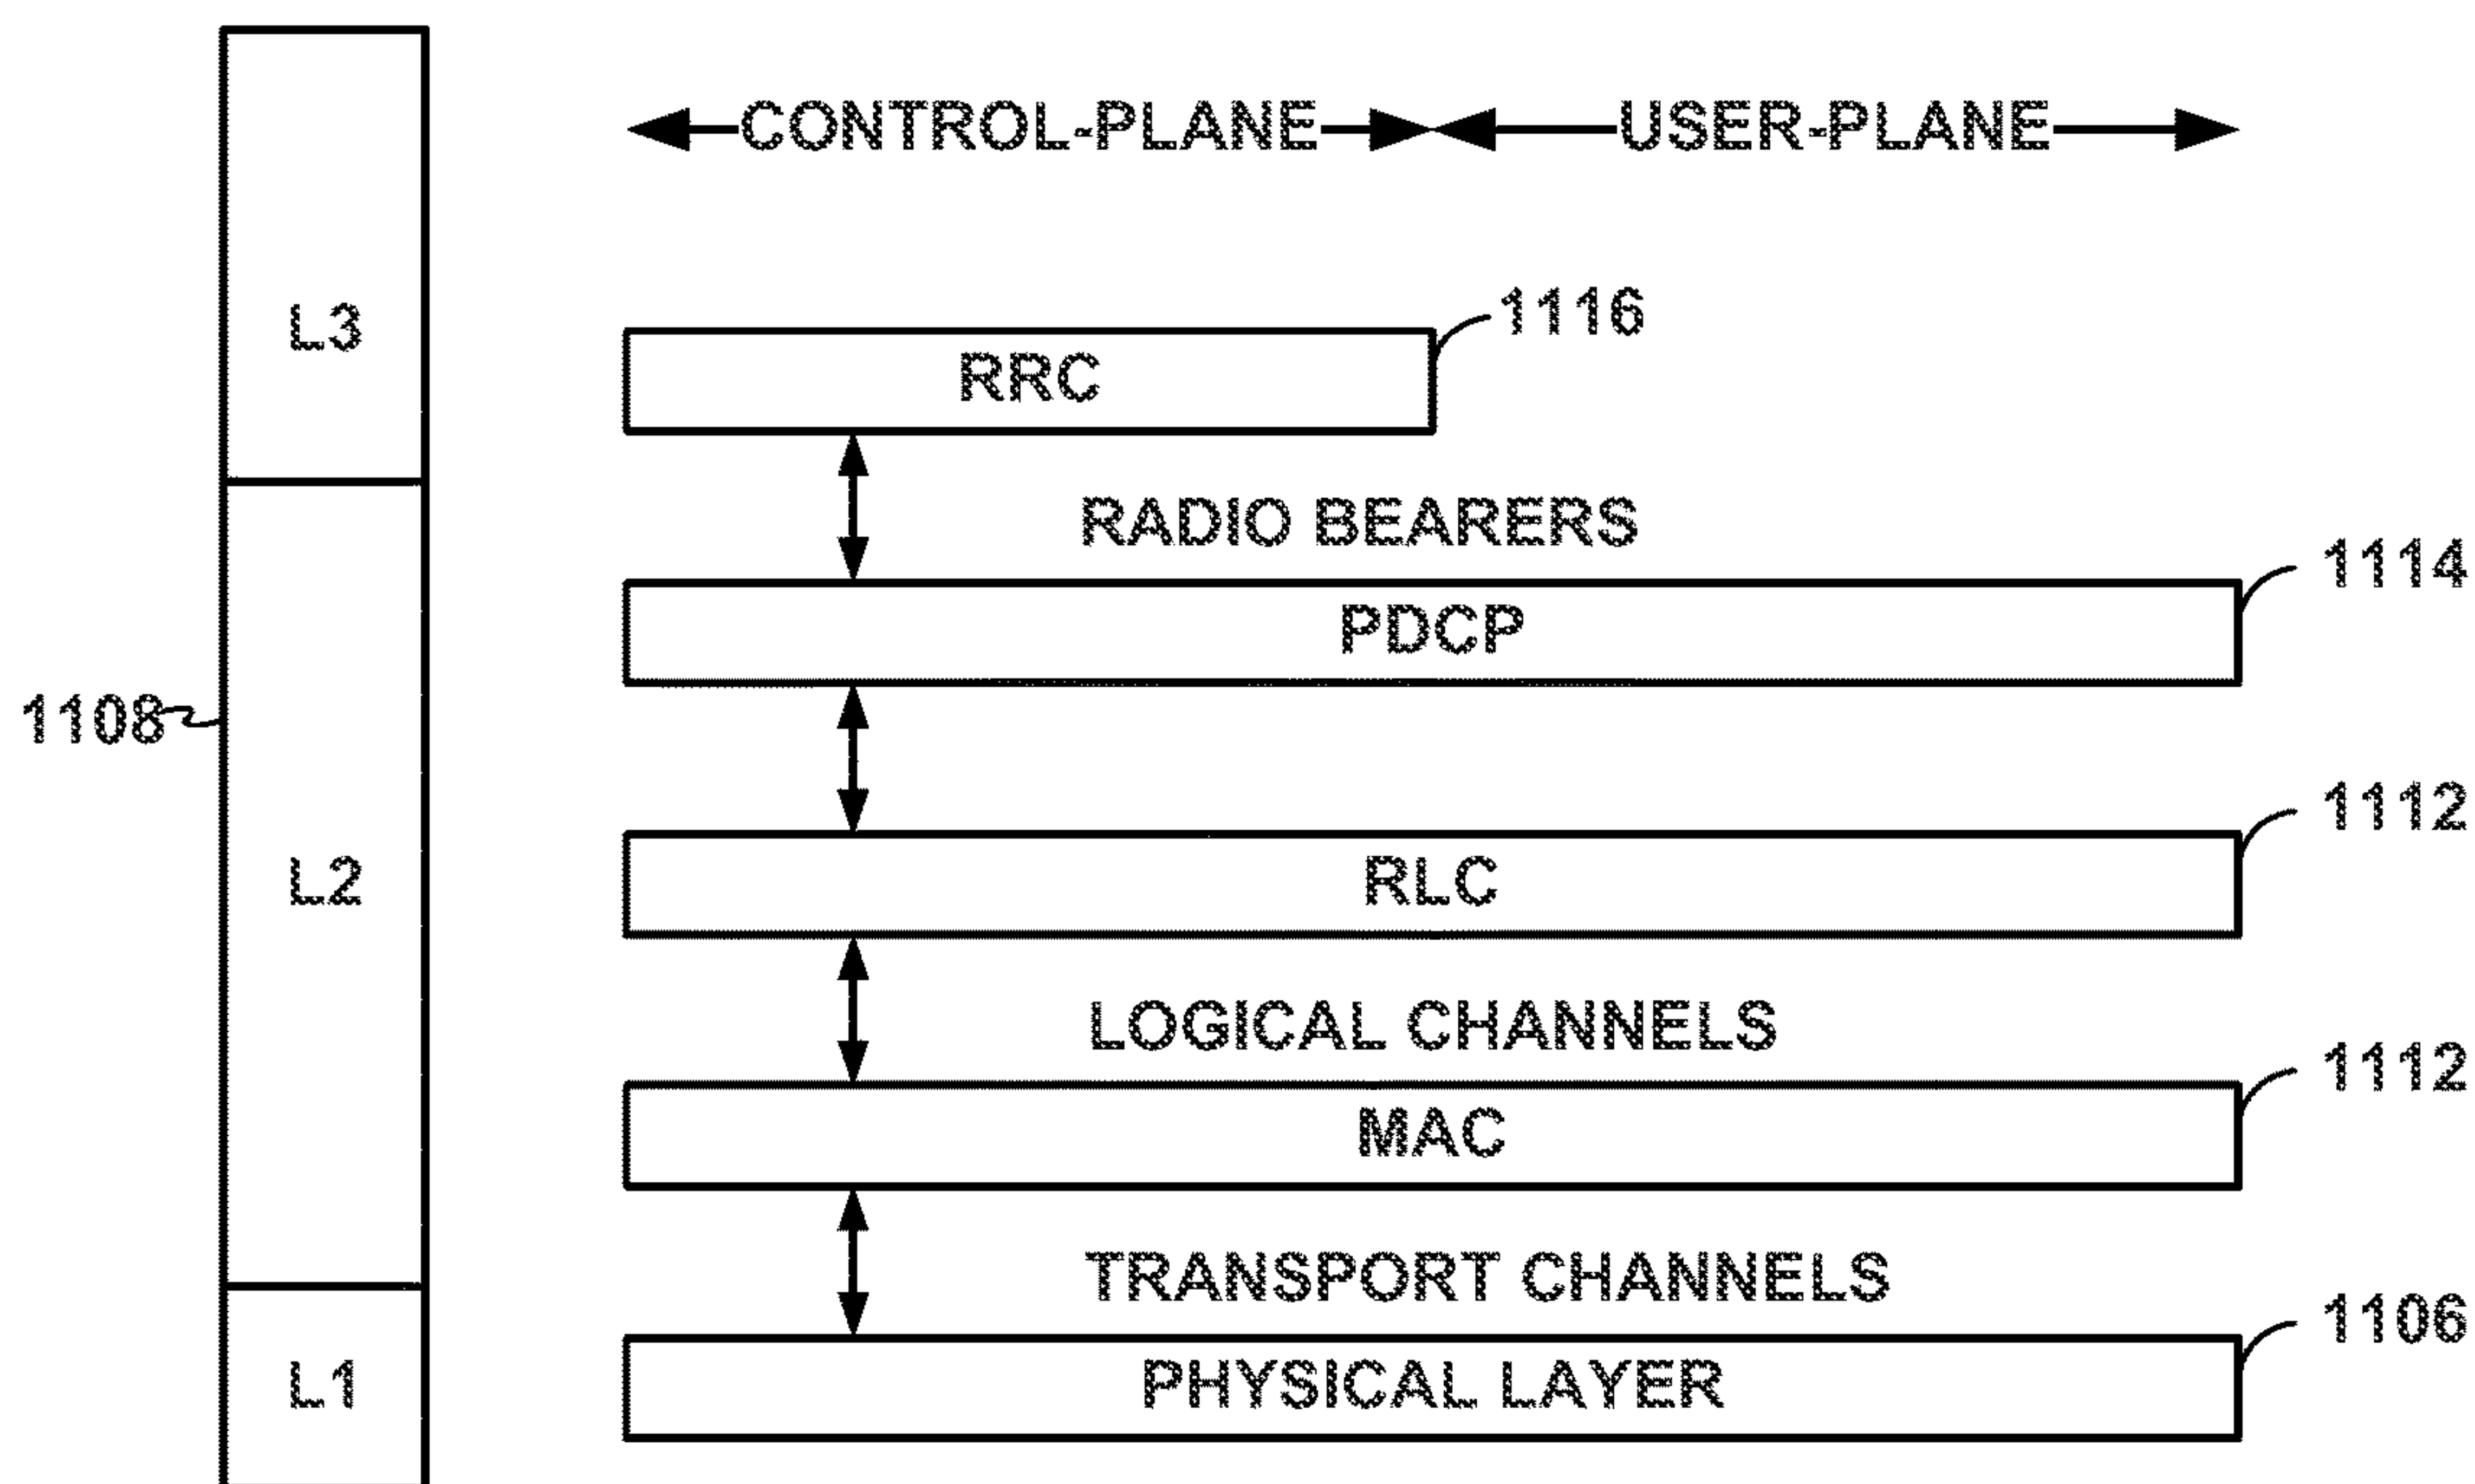 CONTROL-PLANE USER-PLANE
L3
1116
RRC
RADIO BEARERS
1114
PDCP
1108
1112
L2
RLC
LOGICAL CHANNELS
1112
MAC
TRANSPORT CHANNELS
1106
L1
PHYSICAL LAYER